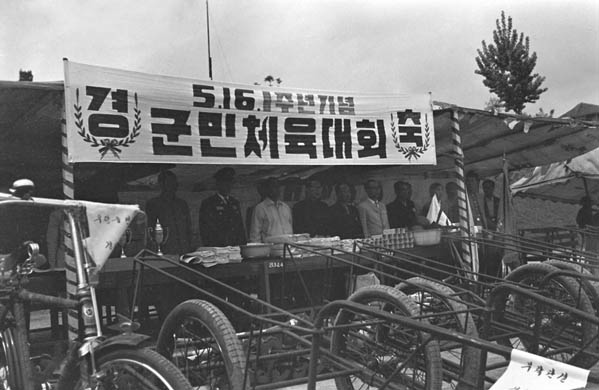 경
5.16.1주년기념
군민체육대회
축